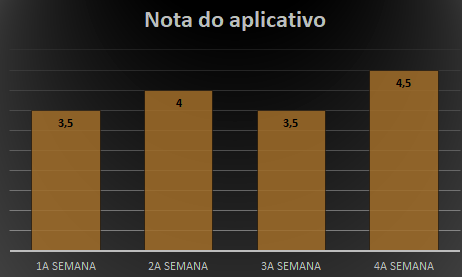 Nota do aplicativo
3,5
4
3,5
4,5
1A SEMANA
2A SEMANA
3A SEMANA
4A SEMANA